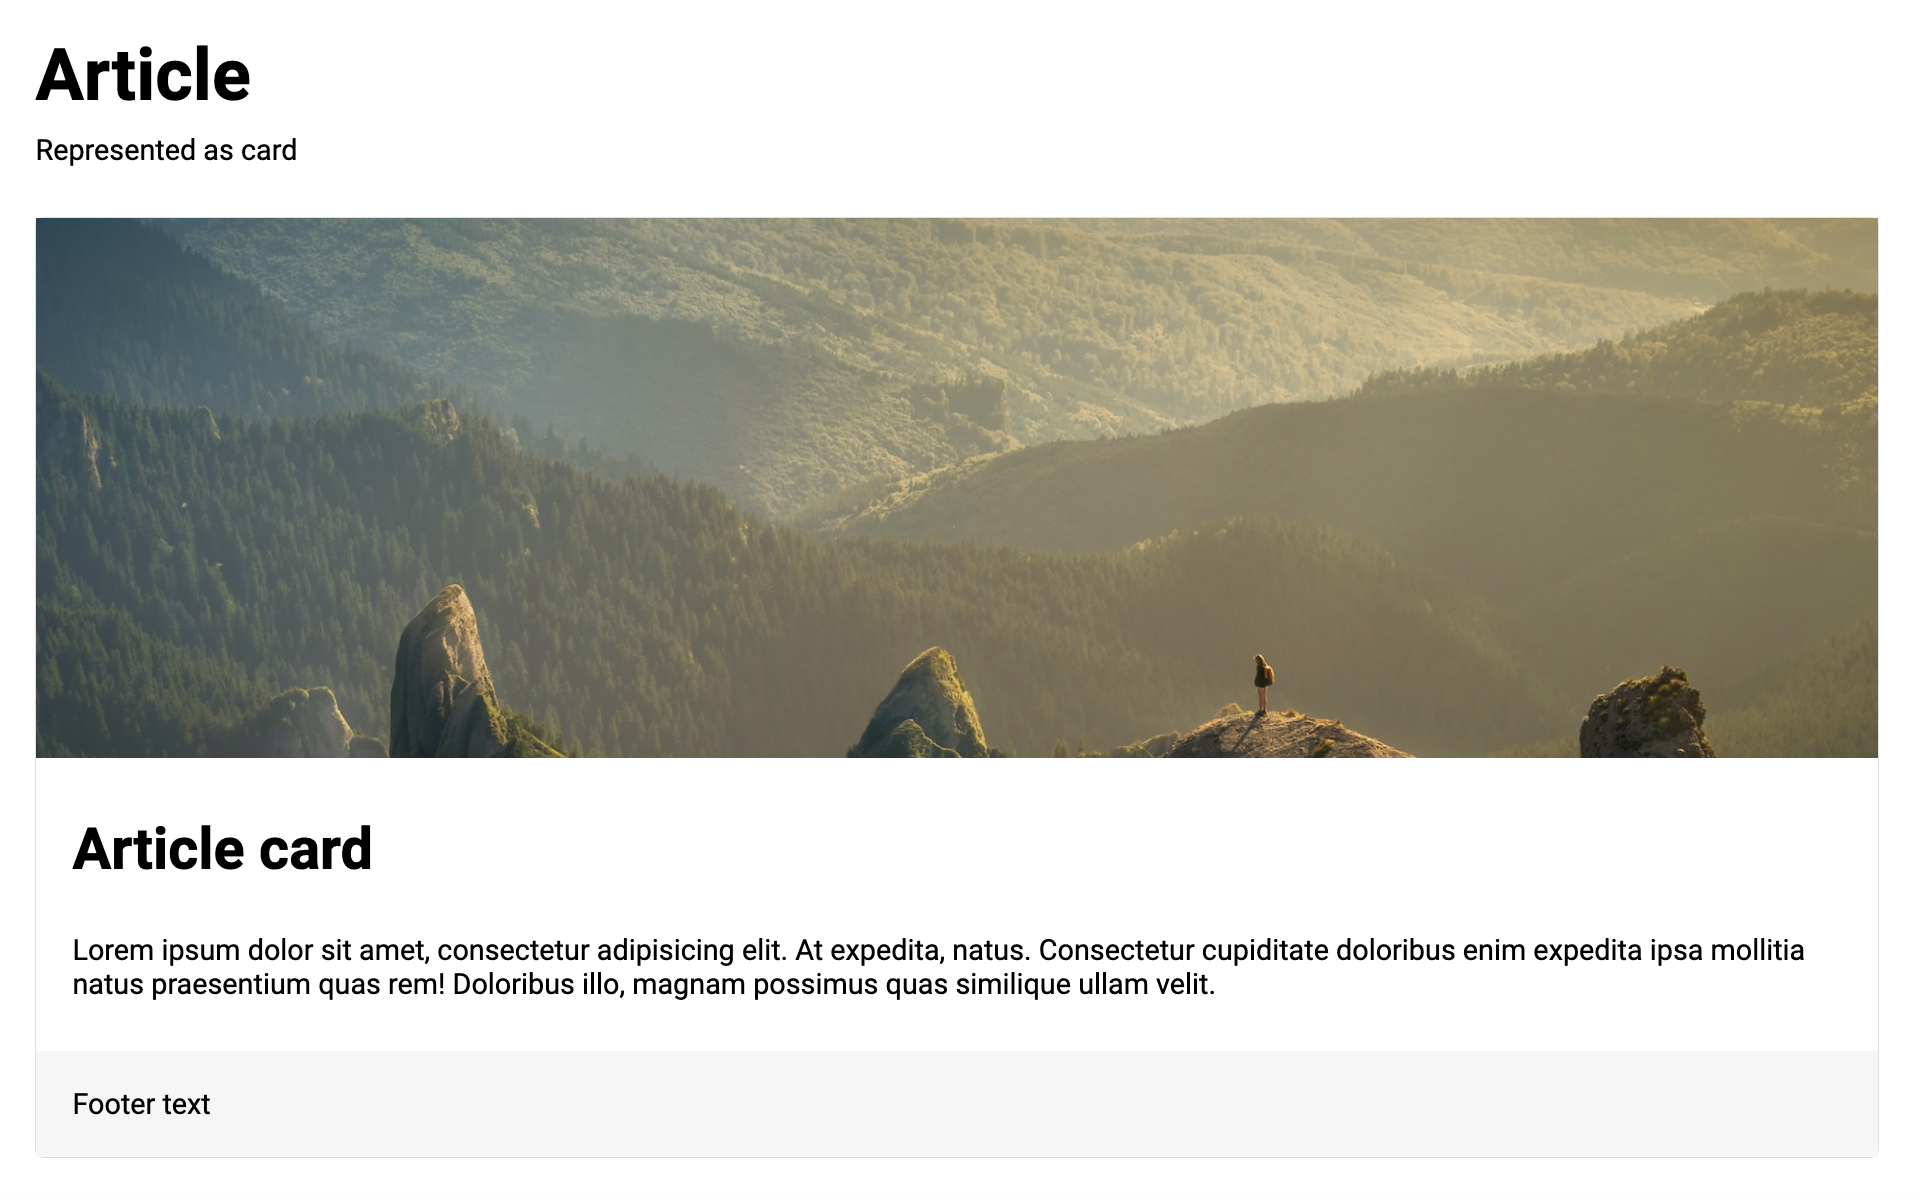 Article
Represented as card
Article card
Lorem ipsum dolor sit amet, consectetur adipisicing elit. At expedita, natus. Consectetur cupiditate doloribus enim expedita ipsa mollitia
natus praesentium quas rem! Doloribus illo, magnam possimus quas similique ullam velit.
Footer text